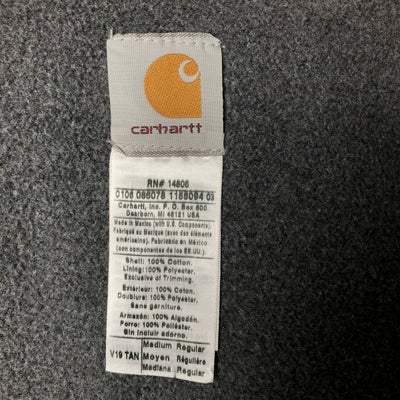 carhartt
RN# 14806
0106 086078 1158094 03
Carhartt, Inc. P. O. Box 600
Dearborn, MI 48121 USA
Made in Mexico (with U.S. Components).
Fabriqué au Mexique (avec des éléments
américains). Fabricado en México
(con componentes de los EE.UU.).
Shell: 100% Cotton.
Lining: 100% Polyester.
Exclusive of Trimming.
Extérieur: 100% Coton.
Doublure: 100% Polyester.
Sans garniture.
Armazón: 100% Algodón.
Forro: 100% Poliéster.
Sin incluir adorno.
V19 TAN
Medium Regular
Moyen Régulière
Mediana Regular